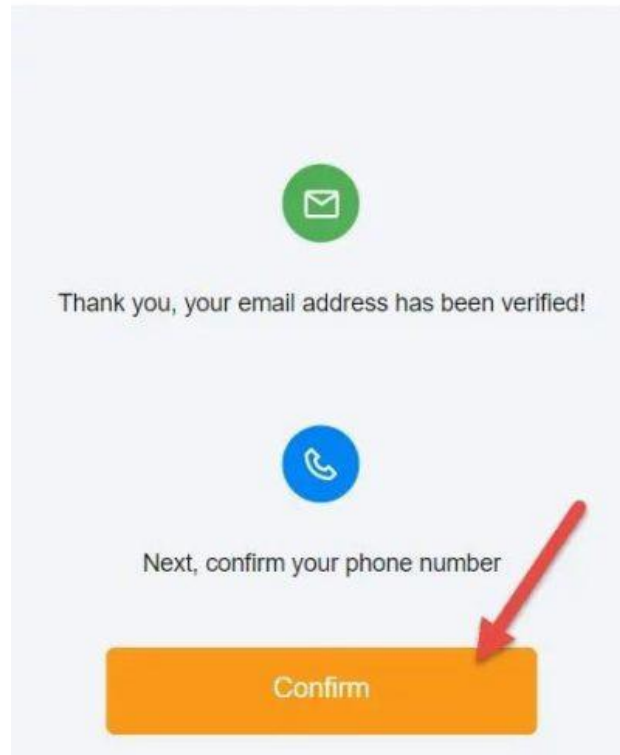 Thank you, your email address has been verified!
Next, confirm your phone number
Confirm